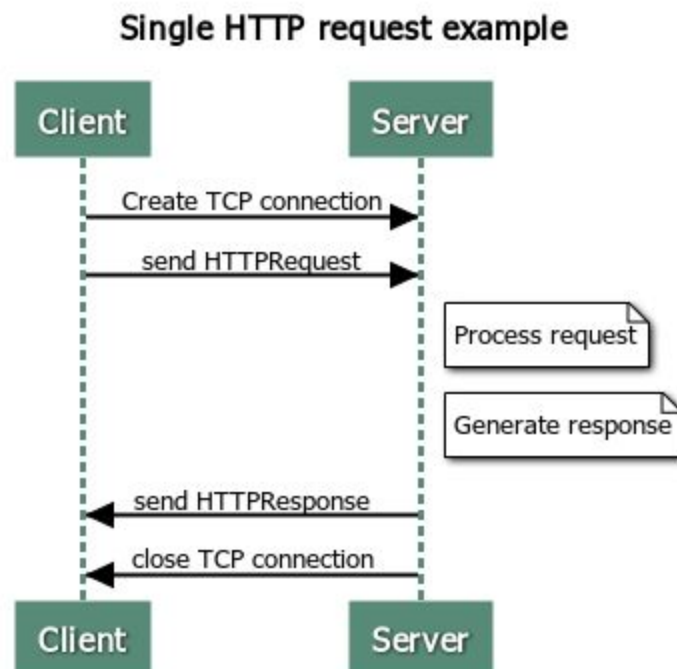 Single HTTP request example
Client
Server
Create TCP connection
send HTTPRequest
Process request
Generate response
send HTTPResponse
close TCP connection
Client
Server